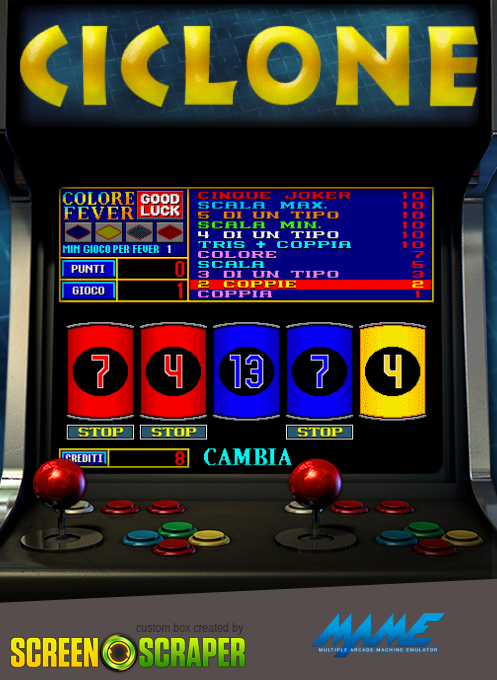 CICLONE
COLORE FEVER
GOOD LUCK
MIN GIOCO PER FEVER 1
PUNTI 0
GIOCO 1
CINQUE JOKER 10
SCALA MAX. 10
5 DI UN TIPO 10
SCALA MIN. 10
4 DI UN TIPO 10
TRIS + COPPIA 10
COLORE 7
SCALA 5
3 DI UN TIPO 3
2 COPPIE 2
COPPIA 1
7 4 13 7 4
STOP STOP STOP
CREDITI 8 CAMBIA
custom box created by
SCREEN SCRAPER
MAME
MULTIPLE ARCADE MACHINE EMULATOR